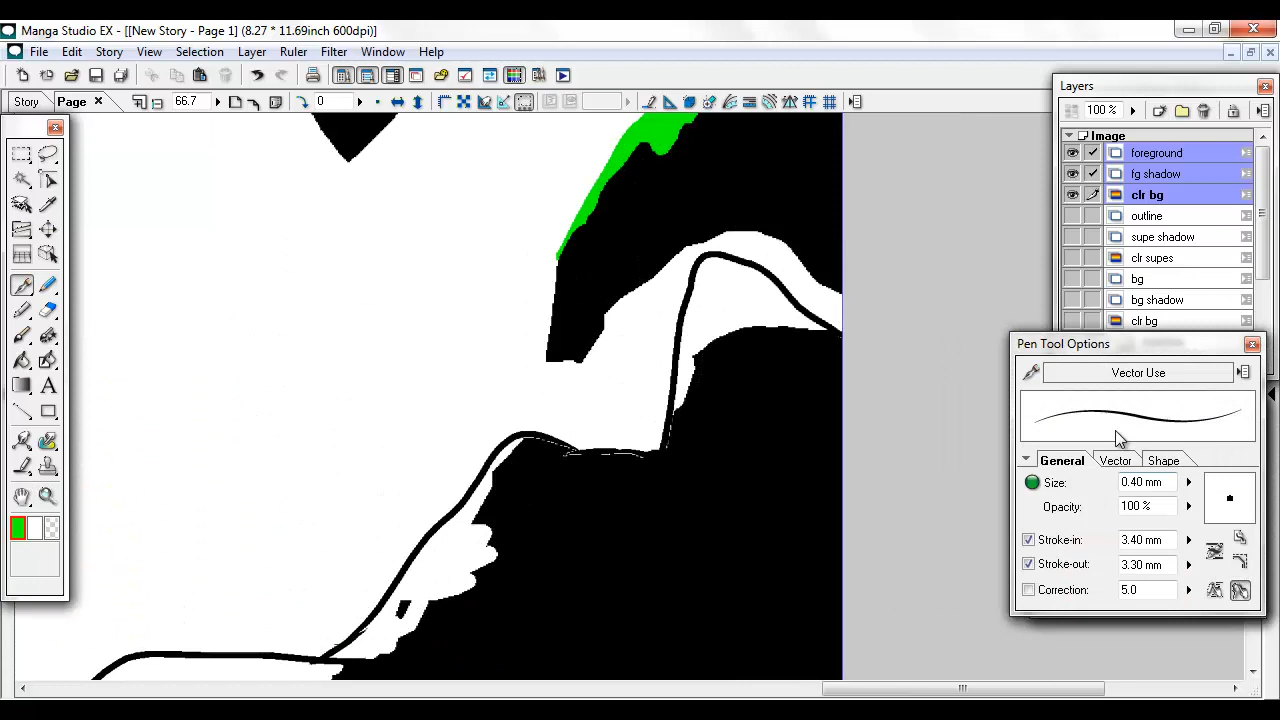 Manga Studio EX - [[New Story - Page 1] (8.27 * 11.69inch 600dpi)]
File Edit Story View Selection Layer Ruler Filter Window Help
Story Page 66.7 0
Layers
100 %
Image
foreground
fg shadow
clr bg
outline
supe shadow
clr supes
bg
bg shadow
clr bg
Pen Tool Options
Vector Use
General Vector Shape
Size: 0.40 mm
Opacity: 100 %
Stroke-in: 3.40 mm
Stroke-out: 3.30 mm
Correction: 5.0
A